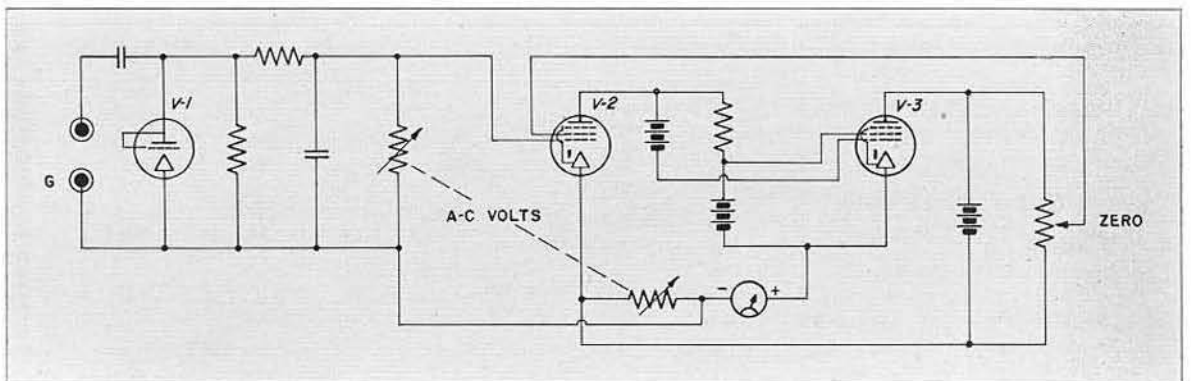 V-1
V-2
V-3
G
A-C VOLTS
ZERO
- +